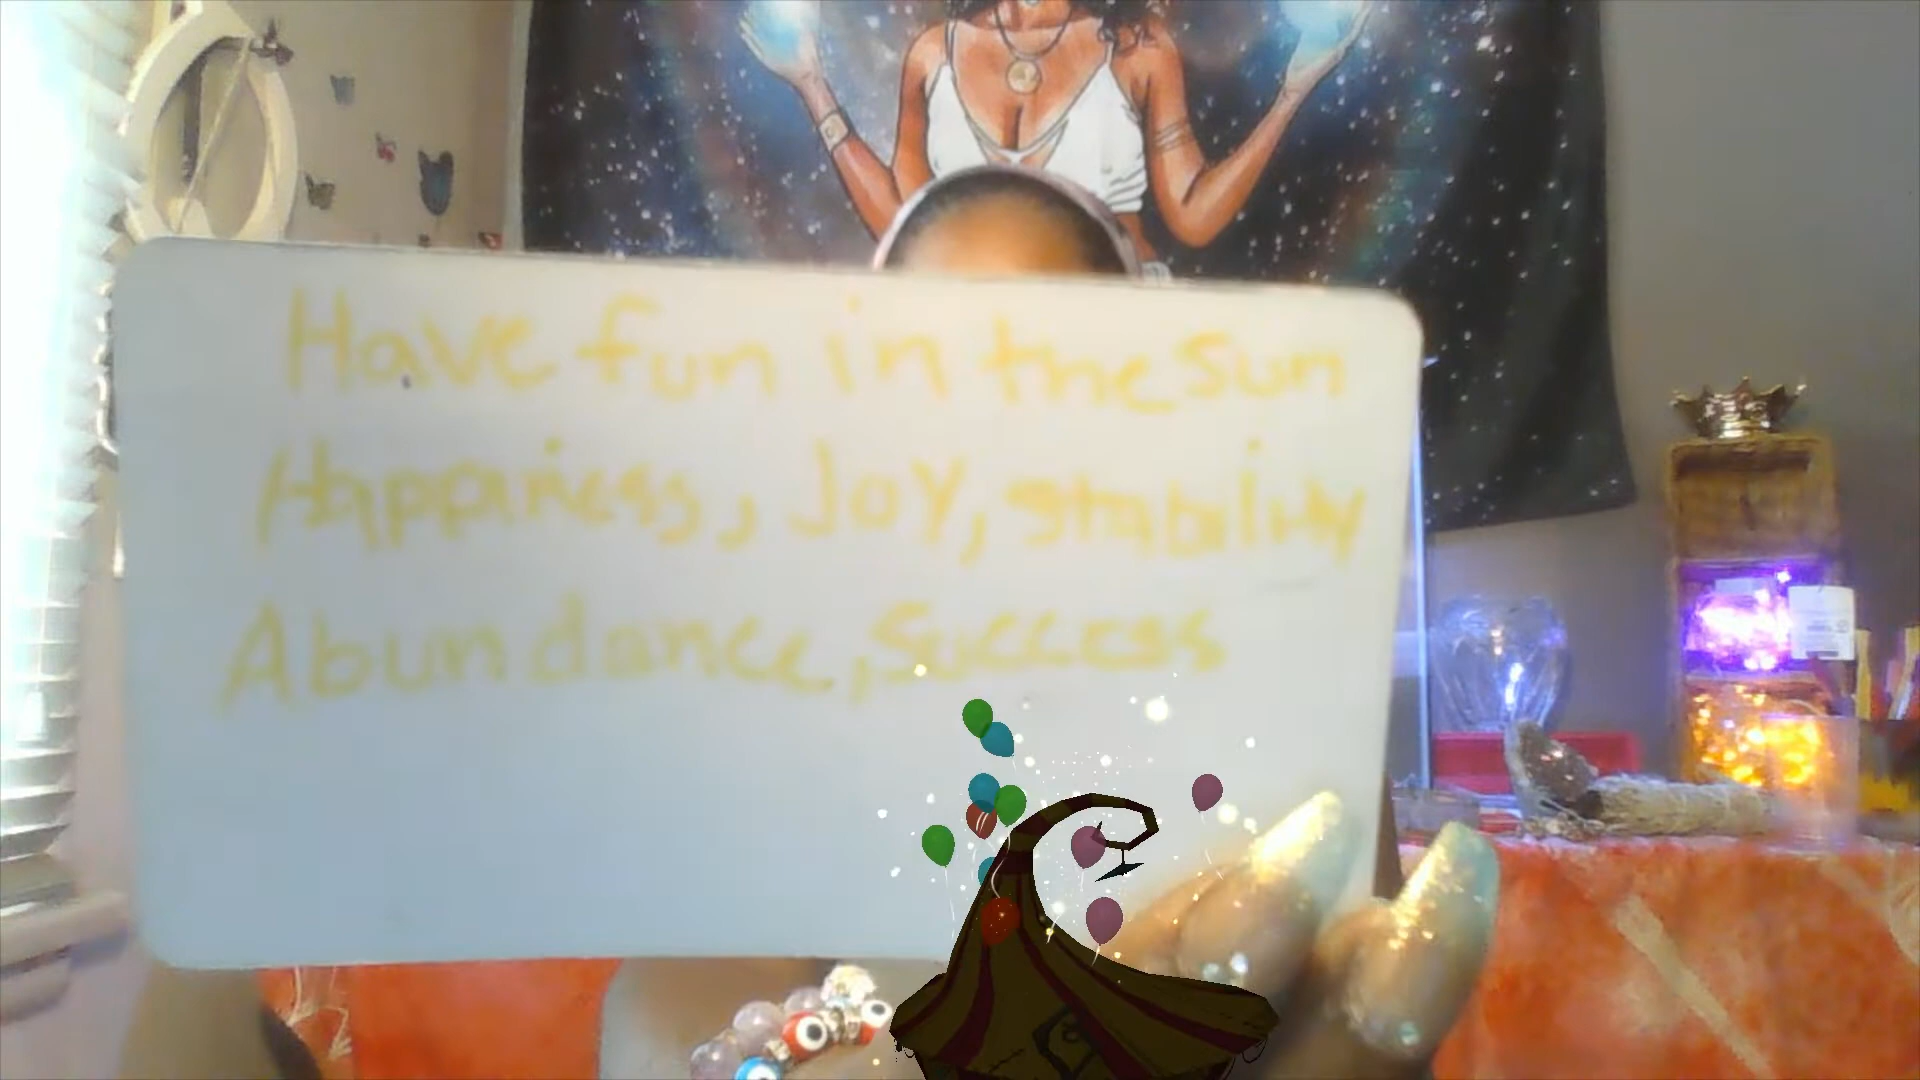 Have fun in the sun
Happiness, Joy, stability
Abundance, Success